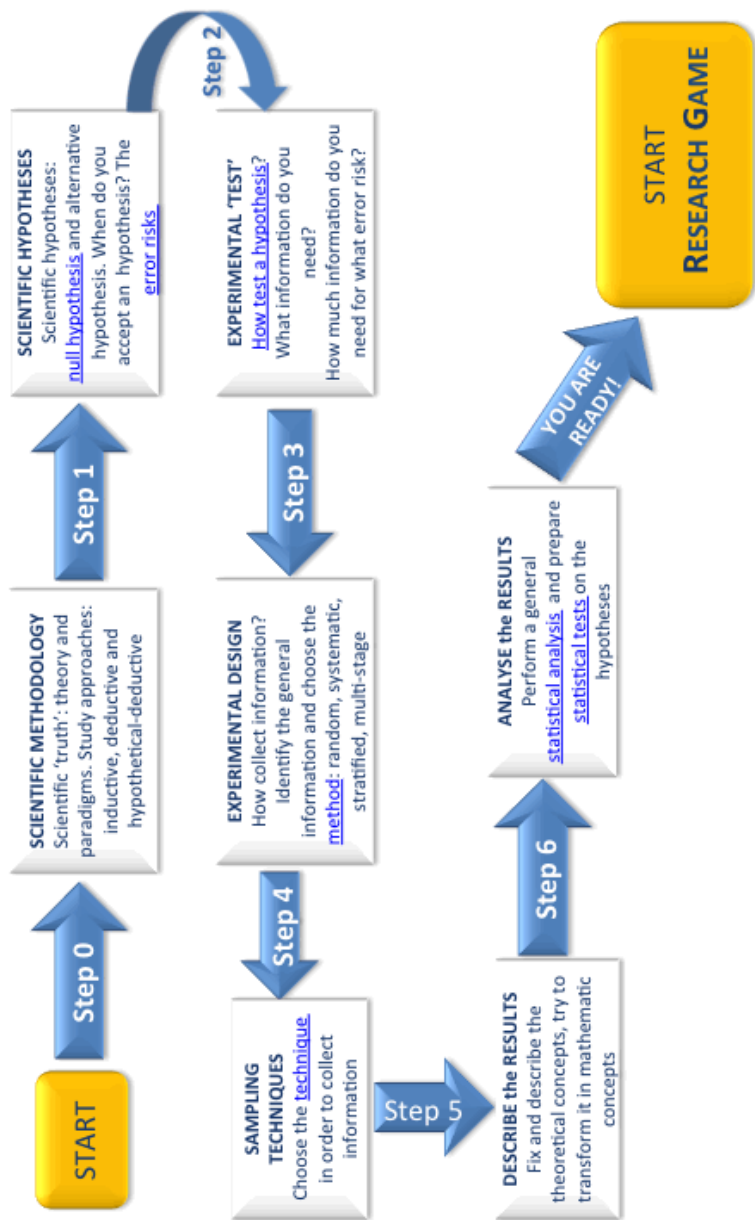 START
Step 0
SCIENTIFIC METHODOLOGY
Scientific 'truth': theory and
paradigms. Study approaches:
inductive, deductive and
hypothetical-deductive
Step 1
SCIENTIFIC HYPOTHESES
Scientific hypotheses:
null hypothesis and alternative
hypothesis. When do you
accept an hypothesis? The
error risks
Step 2
EXPERIMENTAL 'TEST'
How test a hypothesis?
What information do you
need?
How much information do you
need for what error risk?
Step 3
EXPERIMENTAL DESIGN
How collect information?
Identify the general
information and choose the
method: random, systematic,
stratified, multi-stage
Step 4
SAMPLING
TECHNIQUES
Choose the technique
in order to collect
information
Step 5
DESCRIBE the RESULTS
Fix and describe the
theoretical concepts, try to
transform it in mathematic
concepts
Step 6
ANALYSE the RESULTS
Perform a general
statistical analysis and prepare
statistical tests on the
hypotheses
YOU ARE
READY!
START
RESEARCH GAME